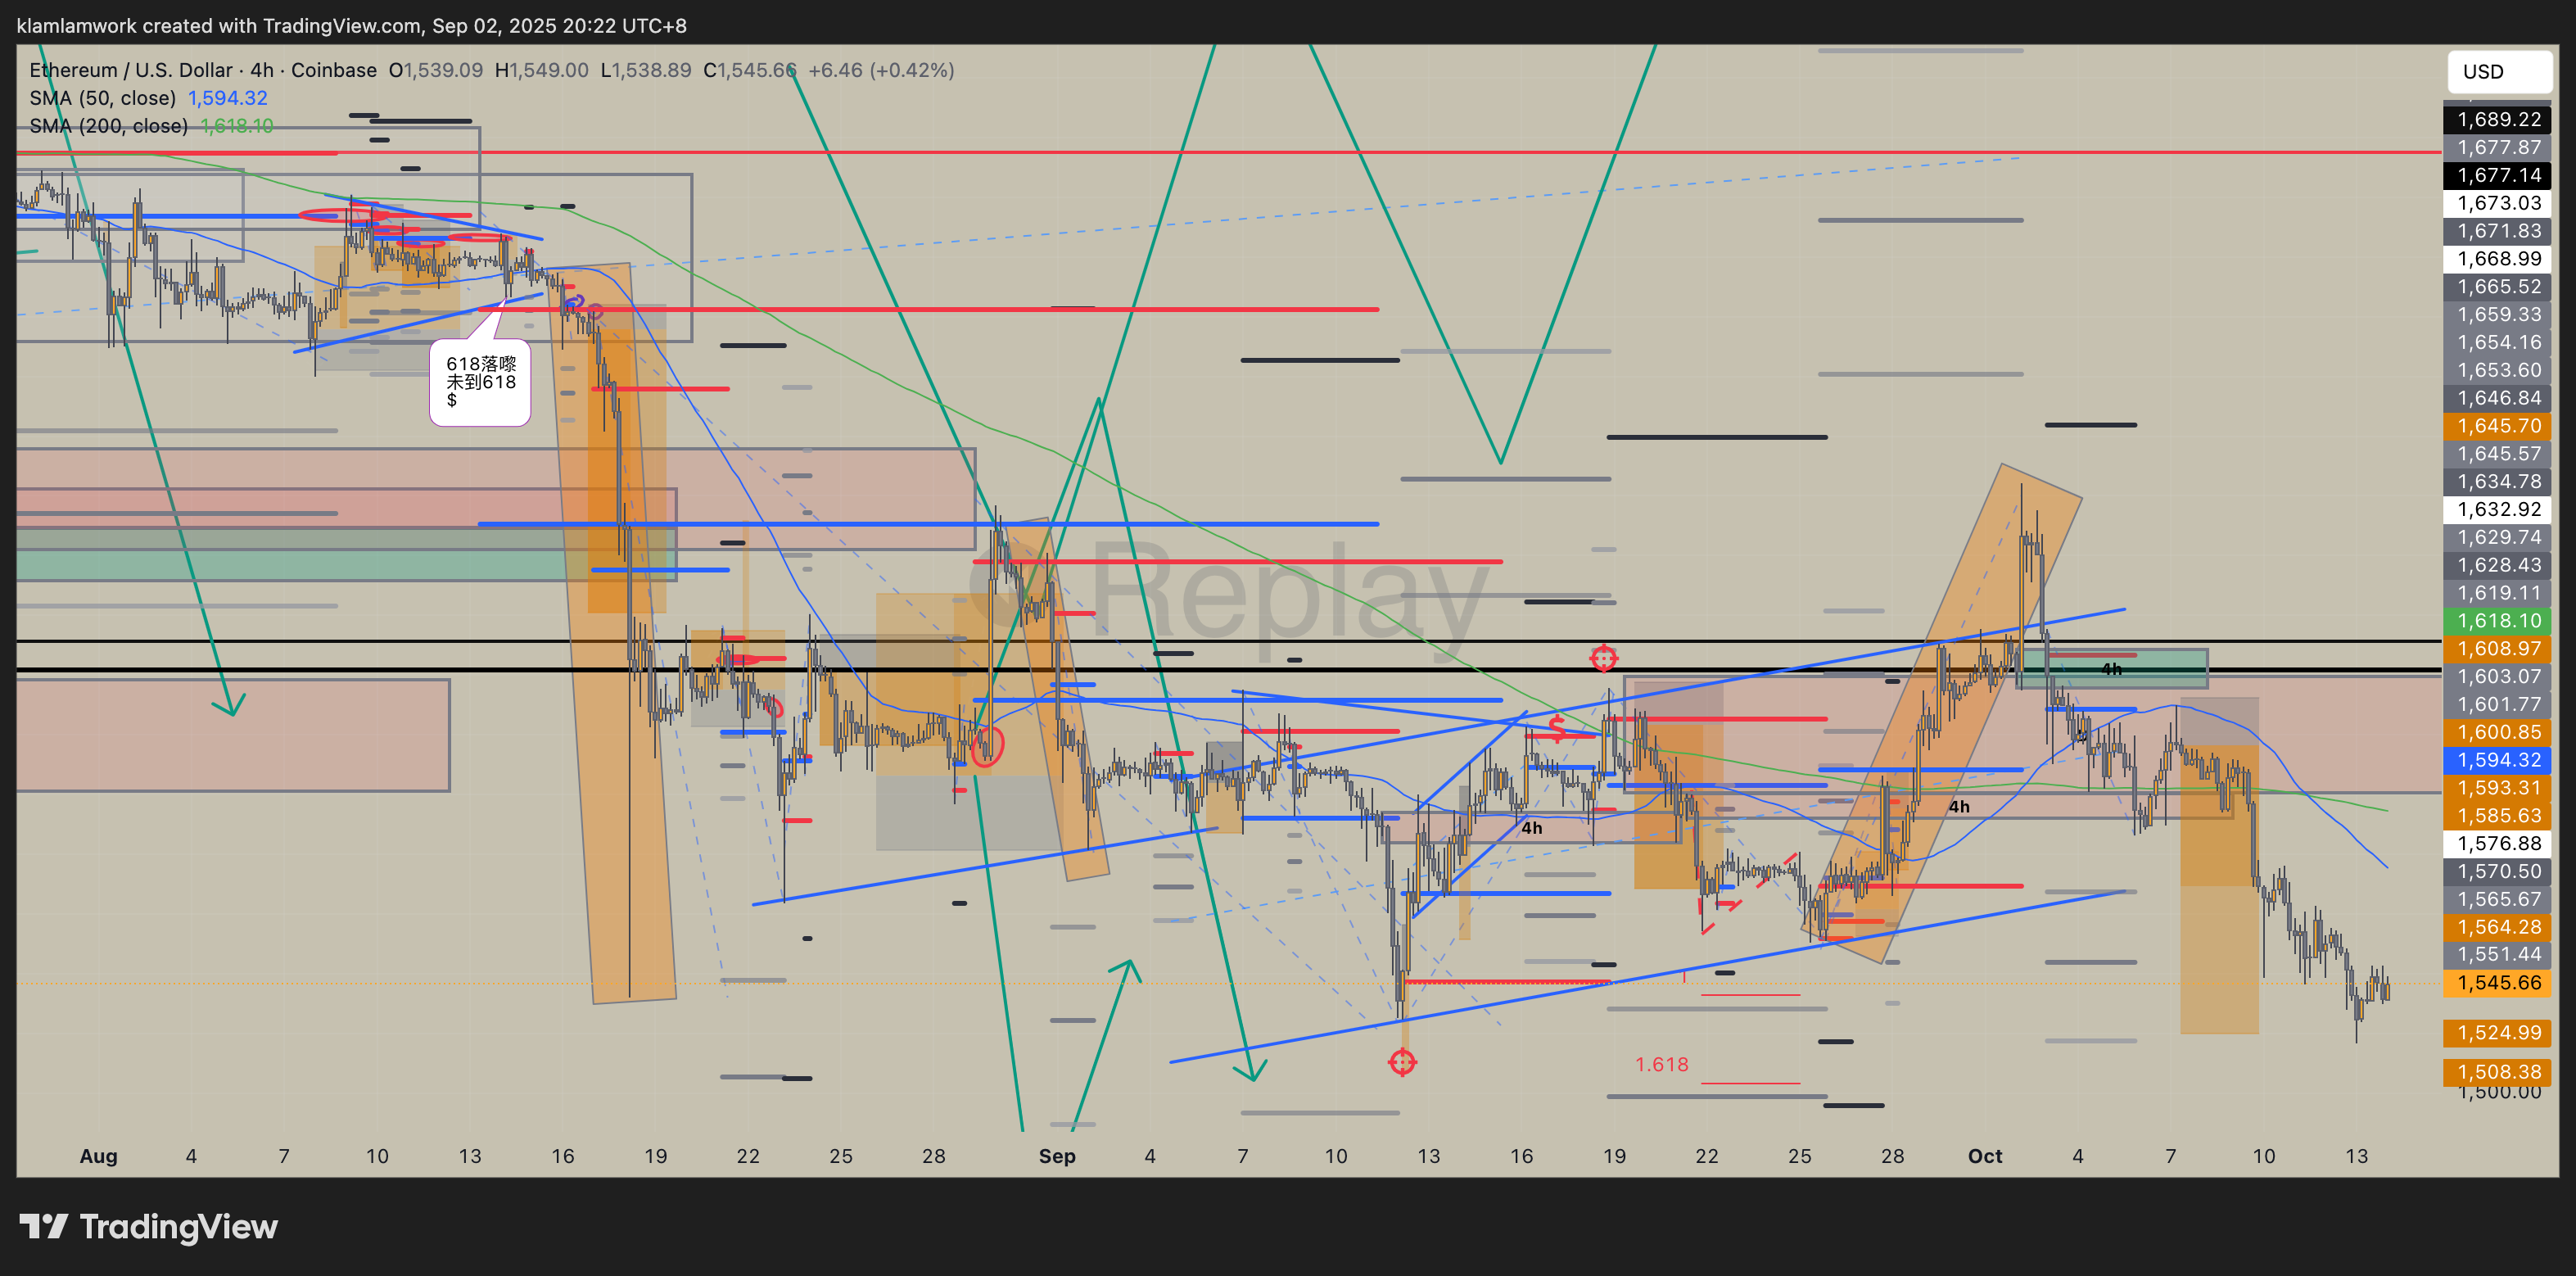 klamlamwork created with TradingView.com, Sep 02, 2025 20:22 UTC+8
Ethereum / U.S. Dollar · 4h · Coinbase O1,539.09 H1,549.00 L1,538.89 C1,545.66 +6.46 (+0.42%)
SMA (50, close) 1,594.32
SMA (200, close) 1,618.10
USD
1,689.22
1,677.87
1,677.14
1,673.03
1,671.83
1,668.99
1,665.52
1,659.33
1,654.16
1,653.60
1,646.84
1,645.70
1,645.57
1,634.78
1,632.92
1,629.74
1,628.43
1,619.11
1,618.10
1,608.97
1,603.07
1,601.77
1,600.85
1,594.32
1,593.31
1,585.63
1,576.88
1,570.50
1,565.67
1,564.28
1,551.44
1,545.66
1,524.99
1,508.38
1,500.00
618落嚟
未到618
$
Replay
$
4h
4h
4h
1.618
Aug 4 7 10 13 16 19 22 25 28 Sep 4 7 10 13 16 19 22 25 28 Oct 4 7 10 13
TradingView